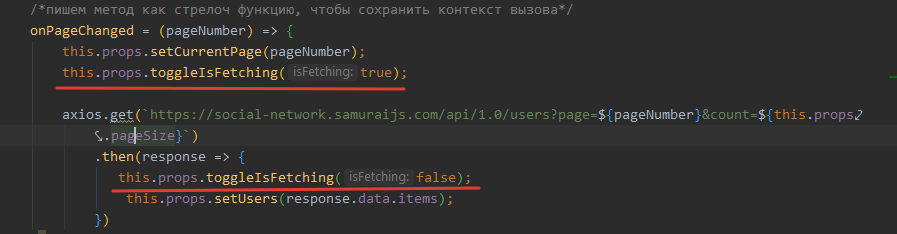 /*пишем метод как стрелоч функцию, чтобы сохранить контекст вызова*/
onPageChanged = (pageNumber) => {
this.props.setCurrentPage(pageNumber);
this.props.toggleIsFetching( isFetching: true);
axios.get(`https://social-network.samuraijs.com/api/1.0/users?page=${pageNumber}&count=${this.props
.pageSize}`)
.then(response => {
this.props.toggleIsFetching( isFetching: false);
this.props.setUsers(response.data.items);
})